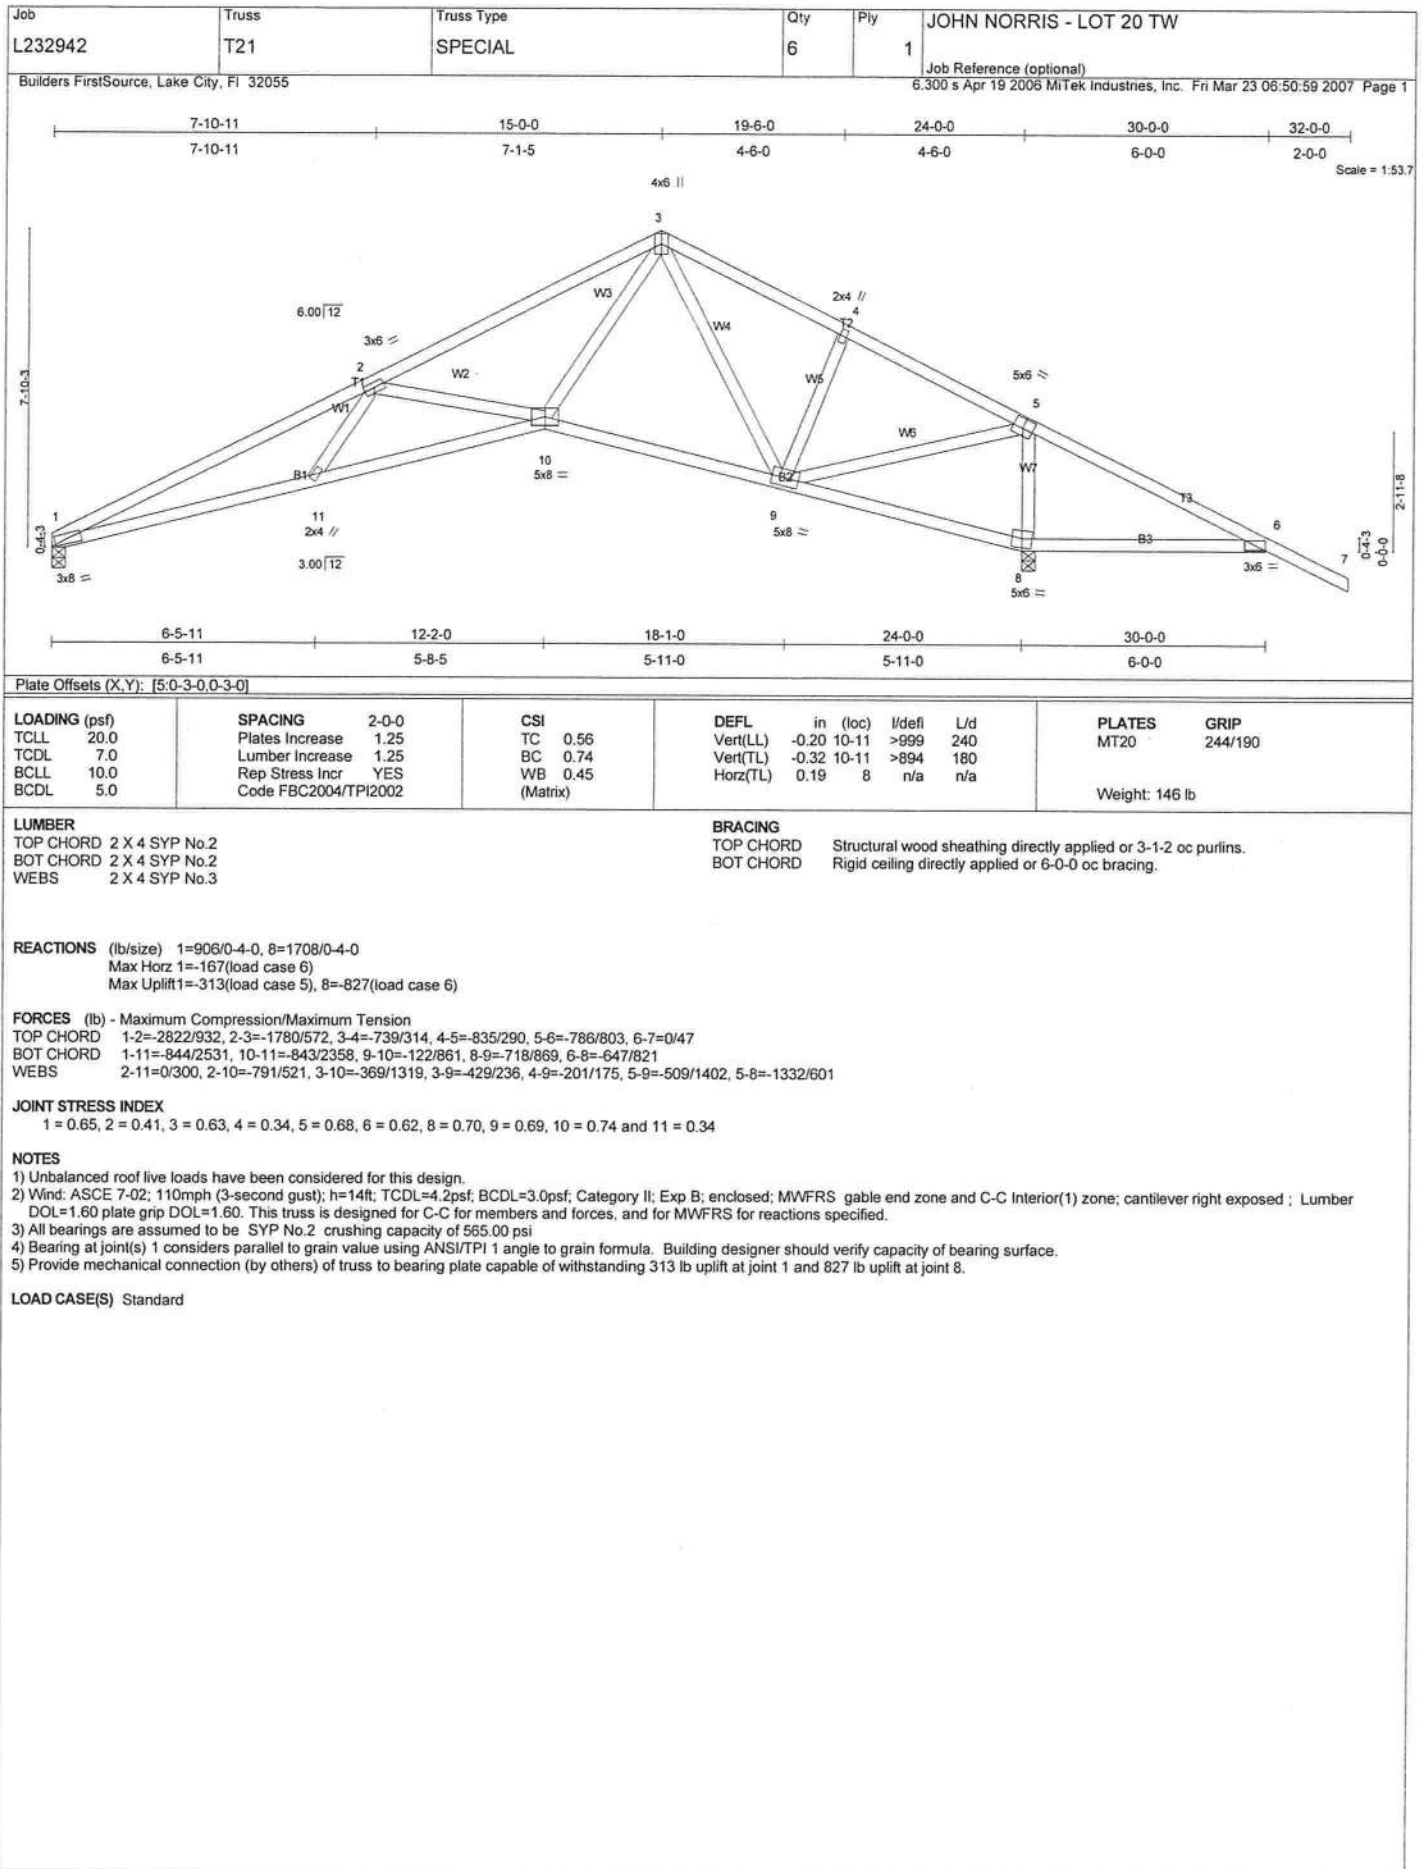 Job Truss Truss Type Qty Ply JOHN NORRIS - LOT 20 TW
L232942 T21 SPECIAL 6 1
Job Reference (optional)
Builders FirstSource, Lake City, Fl 32055 6.300 s Apr 19 2006 MiTek Industries, Inc. Fri Mar 23 06:50:59 2007 Page 1
7-10-11 15-0-0 19-6-0 24-0-0 30-0-0 32-0-0
7-10-11 7-1-5 4-6-0 4-6-0 6-0-0 2-0-0
Scale = 1:53.7
4x6 ||
3
W3
2x4 //
4
T2
6.00 12
W4
3x6 =
2
T1
W2
W5
5x6 =
5
7-10-3
W1
W6
10
5x8 =
B1
B2
W7
2-11-8
T3
1
11
2x4 //
9
5x8 =
6
0-4-3
B3
7
0-4-3
0-0-0
3x8 =
3.00 12
8
5x6 =
3x6 =
6-5-11 12-2-0 18-1-0 24-0-0 30-0-0
6-5-11 5-8-5 5-11-0 5-11-0 6-0-0
Plate Offsets (X,Y): [5:0-3-0,0-3-0]
LOADING (psf) SPACING 2-0-0 CSI DEFL in (loc) l/defl L/d PLATES GRIP
TCLL 20.0 Plates Increase 1.25 TC 0.56 Vert(LL) -0.20 10-11 >999 240 MT20 244/190
TCDL 7.0 Lumber Increase 1.25 BC 0.74 Vert(TL) -0.32 10-11 >894 180
BCLL 10.0 Rep Stress Incr YES WB 0.45 Horz(TL) 0.19 8 n/a n/a
BCDL 5.0 Code FBC2004/TPI2002 (Matrix) Weight: 146 lb
LUMBER
TOP CHORD 2 X 4 SYP No.2
BOT CHORD 2 X 4 SYP No.2
WEBS 2 X 4 SYP No.3
BRACING
TOP CHORD Structural wood sheathing directly applied or 3-1-2 oc purlins.
BOT CHORD Rigid ceiling directly applied or 6-0-0 oc bracing.
REACTIONS (lb/size) 1=906/0-4-0, 8=1708/0-4-0
Max Horz 1=-167(load case 6)
Max Uplift1=-313(load case 5), 8=-827(load case 6)
FORCES (lb) - Maximum Compression/Maximum Tension
TOP CHORD 1-2=-2822/932, 2-3=-1780/572, 3-4=-739/314, 4-5=-835/290, 5-6=-786/803, 6-7=0/47
BOT CHORD 1-11=-844/2531, 10-11=-843/2358, 9-10=-122/861, 8-9=-718/869, 6-8=-647/821
WEBS 2-11=0/300, 2-10=-791/521, 3-10=-369/1319, 3-9=-429/236, 4-9=-201/175, 5-9=-509/1402, 5-8=-1332/601
JOINT STRESS INDEX
1 = 0.65, 2 = 0.41, 3 = 0.63, 4 = 0.34, 5 = 0.68, 6 = 0.62, 8 = 0.70, 9 = 0.69, 10 = 0.74 and 11 = 0.34
NOTES
1) Unbalanced roof live loads have been considered for this design.
2) Wind: ASCE 7-02; 110mph (3-second gust); h=14ft; TCDL=4.2psf; BCDL=3.0psf; Category II; Exp B; enclosed; MWFRS gable end zone and C-C Interior(1) zone; cantilever right exposed ; Lumber
DOL=1.60 plate grip DOL=1.60. This truss is designed for C-C for members and forces, and for MWFRS for reactions specified.
3) All bearings are assumed to be SYP No.2 crushing capacity of 565.00 psi
4) Bearing at joint(s) 1 considers parallel to grain value using ANSI/TPI 1 angle to grain formula. Building designer should verify capacity of bearing surface.
5) Provide mechanical connection (by others) of truss to bearing plate capable of withstanding 313 lb uplift at joint 1 and 827 lb uplift at joint 8.
LOAD CASE(S) Standard